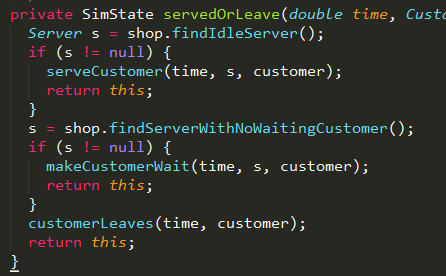 private SimState servedOrLeave(double time, Cust
Server s = shop.findIdleServer();
if (s != null) {
serveCustomer(time, s, customer);
return this;
}
s = shop.findServerWithNoWaitingCustomer();
if (s != null) {
makeCustomerWait(time, s, customer);
return this;
}
customerLeaves(time, customer);
return this;
}